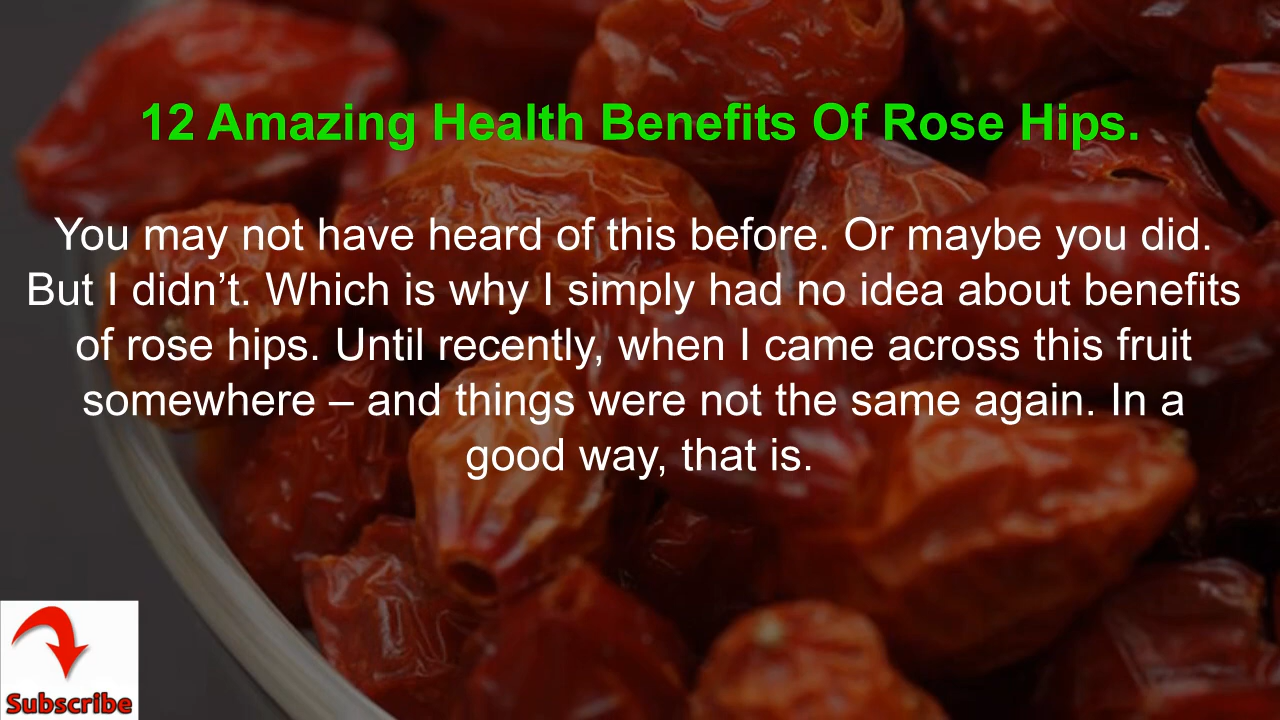 12 Amazing Health Benefits Of Rose Hips.
You may not have heard of this before. Or maybe you did.
But I didn’t. Which is why I simply had no idea about benefits
of rose hips. Until recently, when I came across this fruit
somewhere – and things were not the same again. In a
good way, that is.
Subscribe